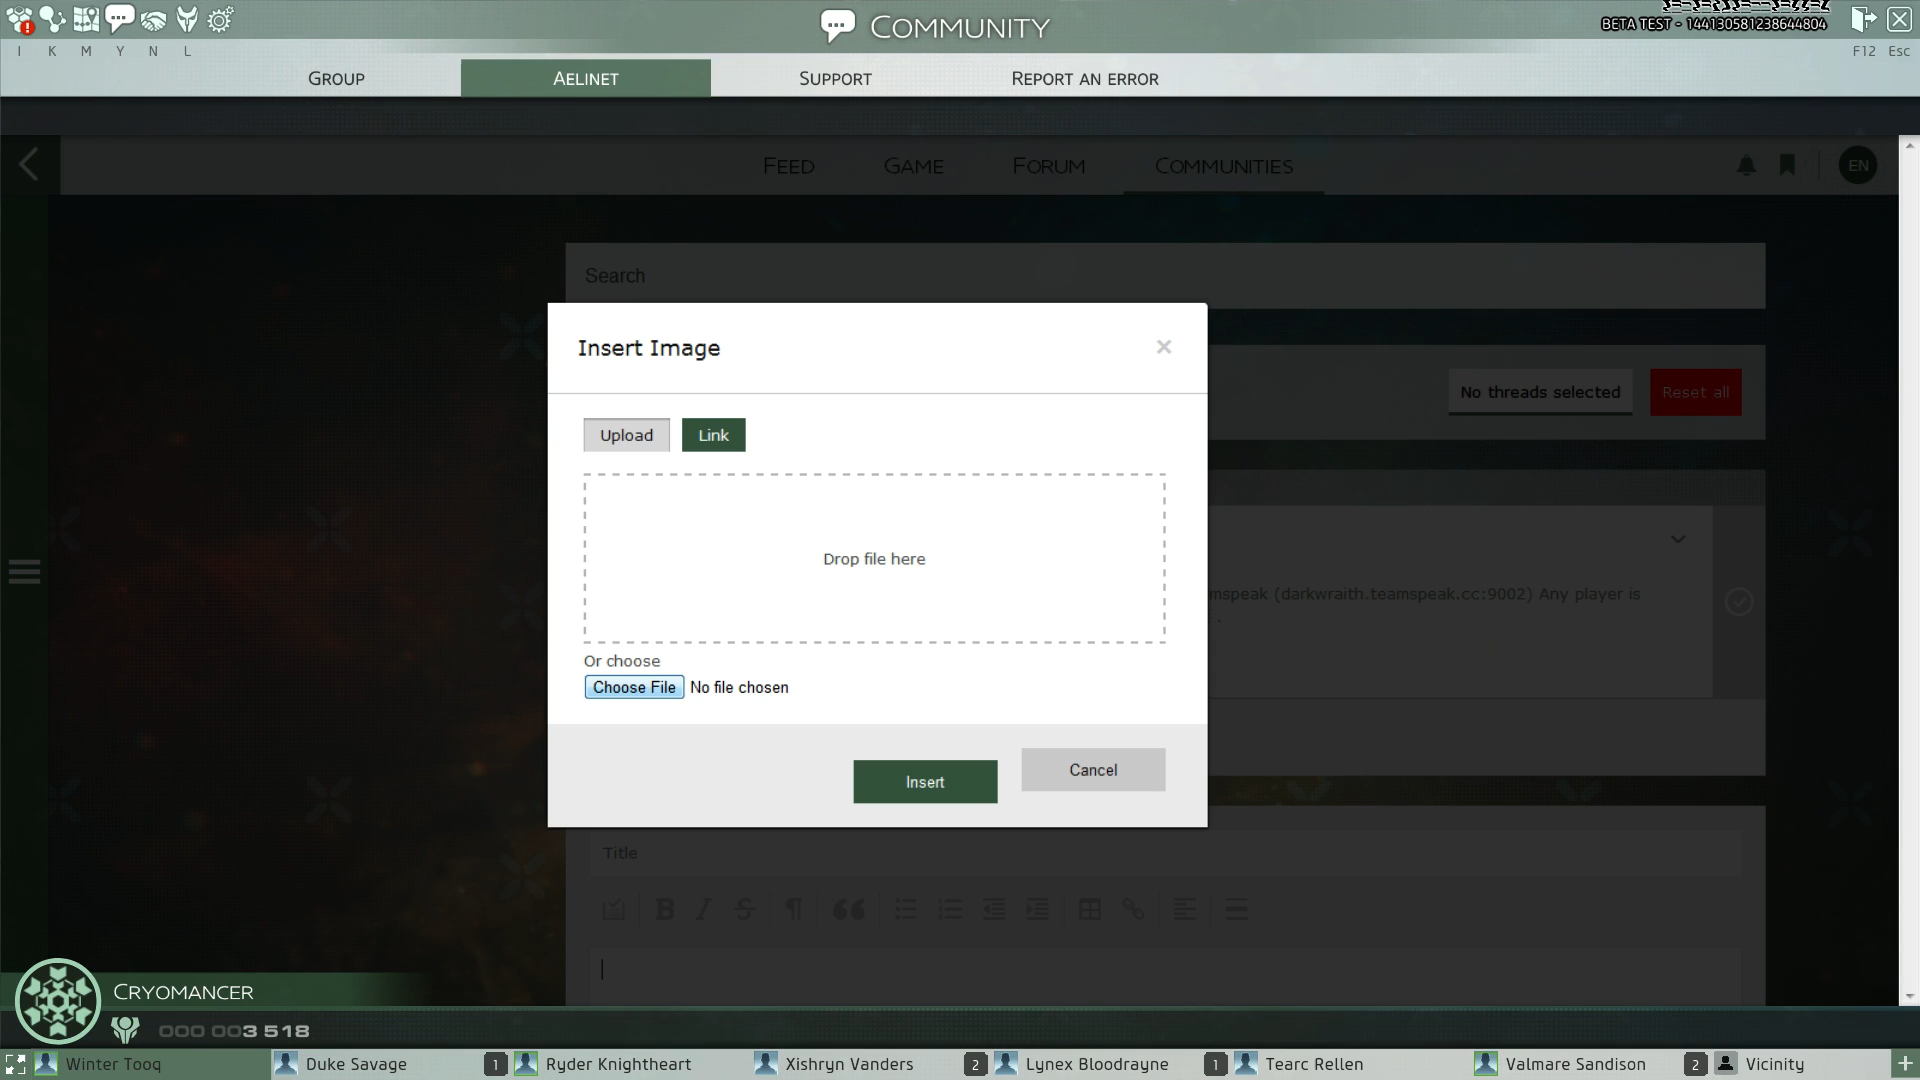 COMMUNITY
BETA TEST - 144130581238644804
I K M Y N L
F12 Esc
GROUP AELINET SUPPORT REPORT AN ERROR
FEED GAME FORUM COMMUNITIES
EN
Search
Insert Image
×
No threads selected Reset all
Upload Link
Drop file here
mspeak (darkwraith.teamspeak.cc:9002) Any player is
Or choose
Choose File No file chosen
Insert Cancel
Title
CRYOMANCER
000 003 518
Winter Tooq Duke Savage 1 Ryder Knightheart Xishryn Vanders 2 Lynex Bloodrayne 1 Tearc Rellen Valmare Sandison 2 Vicinity